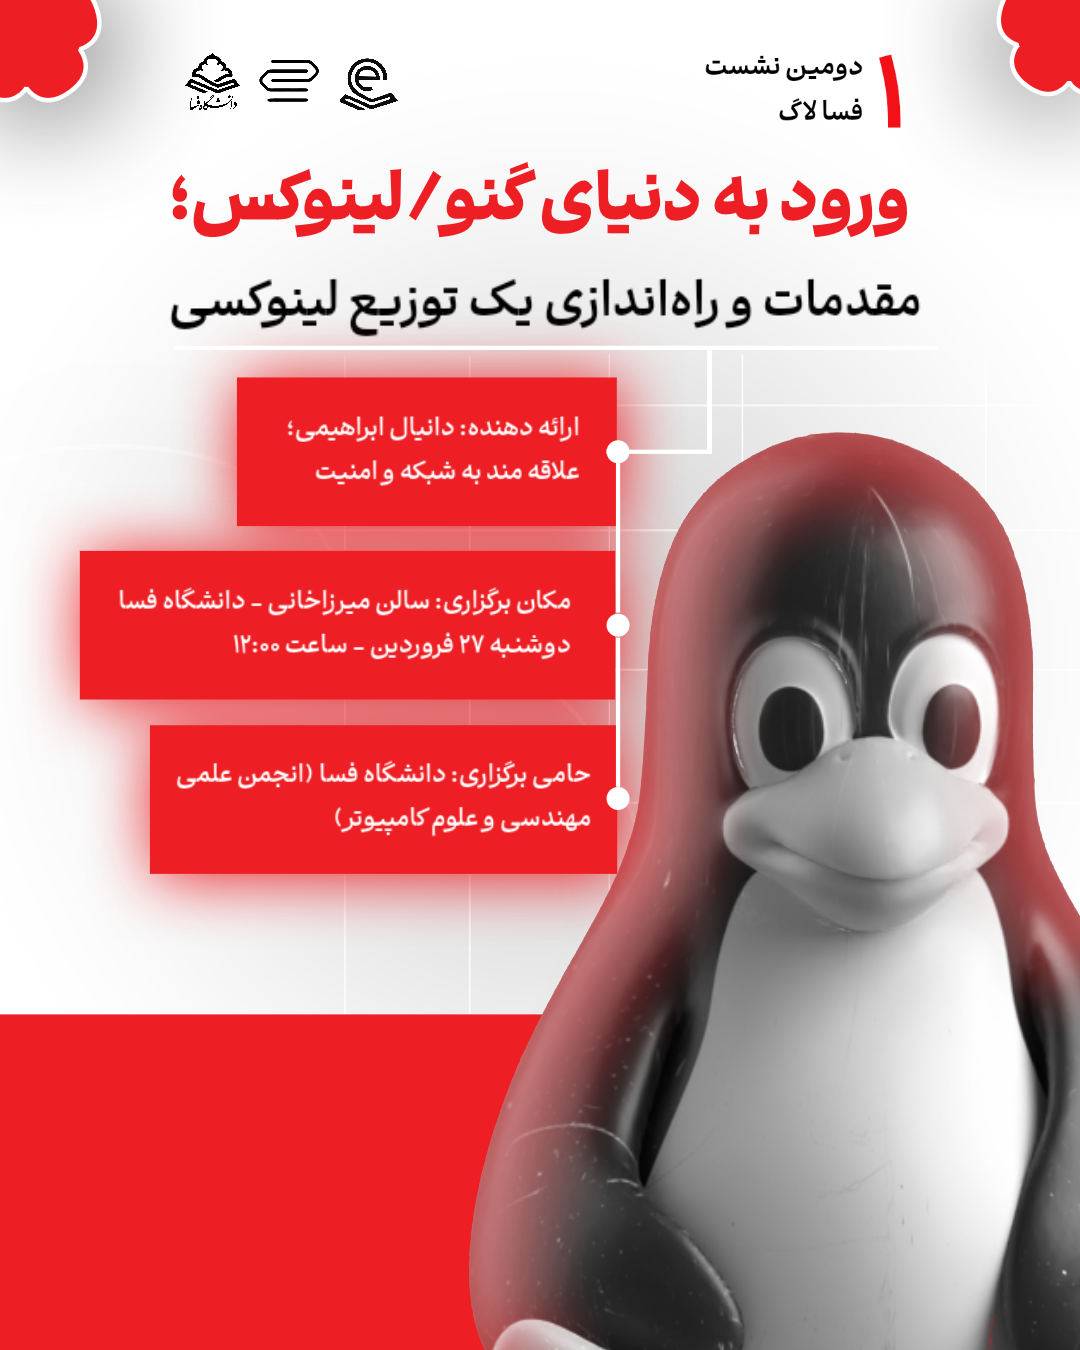 ۱
دومین نشست
فسا لاگ
دانشگاه فسا
ورود به دنیای گنو/لینوکس؛
مقدمات و راه‌اندازی یک توزیع لینوکسی
ارائه دهنده: دانیال ابراهیمی؛
علاقه مند به شبکه و امنیت
مکان برگزاری: سالن میرزاخانی - دانشگاه فسا
دوشنبه ۲۷ فروردین - ساعت ۱۲:۰۰
حامی برگزاری: دانشگاه فسا (انجمن علمی
مهندسی و علوم کامپیوتر)